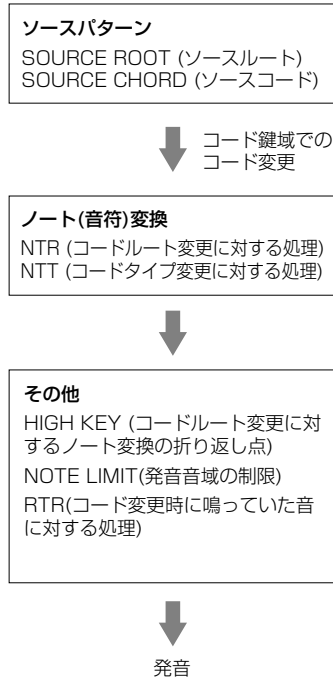 ソースパターン
SOURCE ROOT (ソースルート)
SOURCE CHORD (ソースコード)
コード鍵域での
コード変更
ノート(音符)変換
NTR (コードルート変更に対する処理)
NTT (コードタイプ変更に対する処理)
その他
HIGH KEY (コードルート変更に対
するノート変換の折り返し点)
NOTE LIMIT(発音音域の制限)
RTR(コード変更時に鳴っていた音
に対する処理)
発音